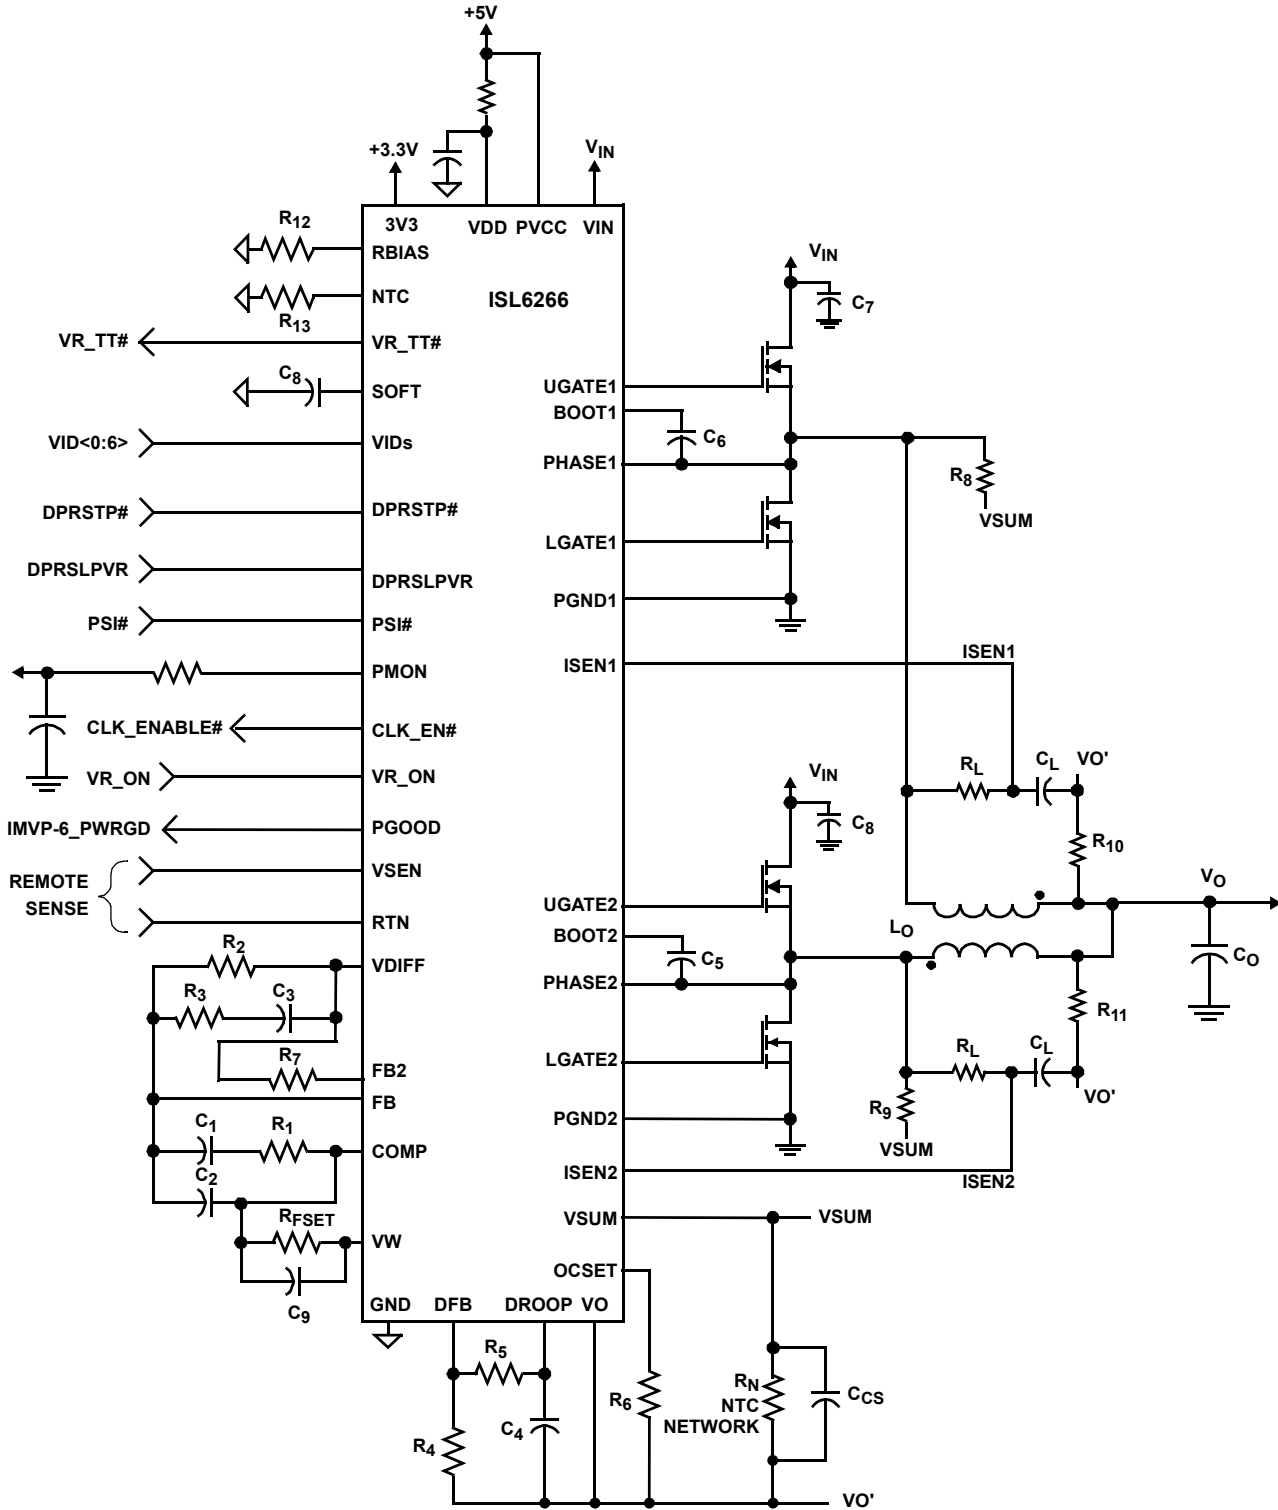 +5V
+3.3V
VIN
3V3
VDD
PVCC
VIN
R12
RBIAS
ISL6266
NTC
R13
VR_TT#
VR_TT#
C8
SOFT
VID<0:6>
VIDs
DPRSTP#
DPRSTP#
DPRSLPVR
DPRSLPVR
PSI#
PSI#
PMON
CLK_ENABLE#
CLK_EN#
VR_ON
VR_ON
IMVP-6_PWRGD
PGOOD
REMOTE
SENSE
VSEN
RTN
R2
VDIFF
R3
C3
R7
FB2
FB
C1
R1
COMP
C2
RFSET
VW
C9
GND
DFB
DROOP
VO
UGATE1
BOOT1
C6
PHASE1
LGATE1
PGND1
ISEN1
VIN
C7
R8
VSUM
ISEN1
RL
CL
VO'
R10
VIN
C8
UGATE2
BOOT2
C5
PHASE2
LGATE2
PGND2
ISEN2
LO
VO
CO
R11
RL
CL
VO'
R9
VSUM
ISEN2
VSUM
VSUM
OCSET
R5
R4
C4
R6
RN
NTC
NETWORK
CCS
VO'